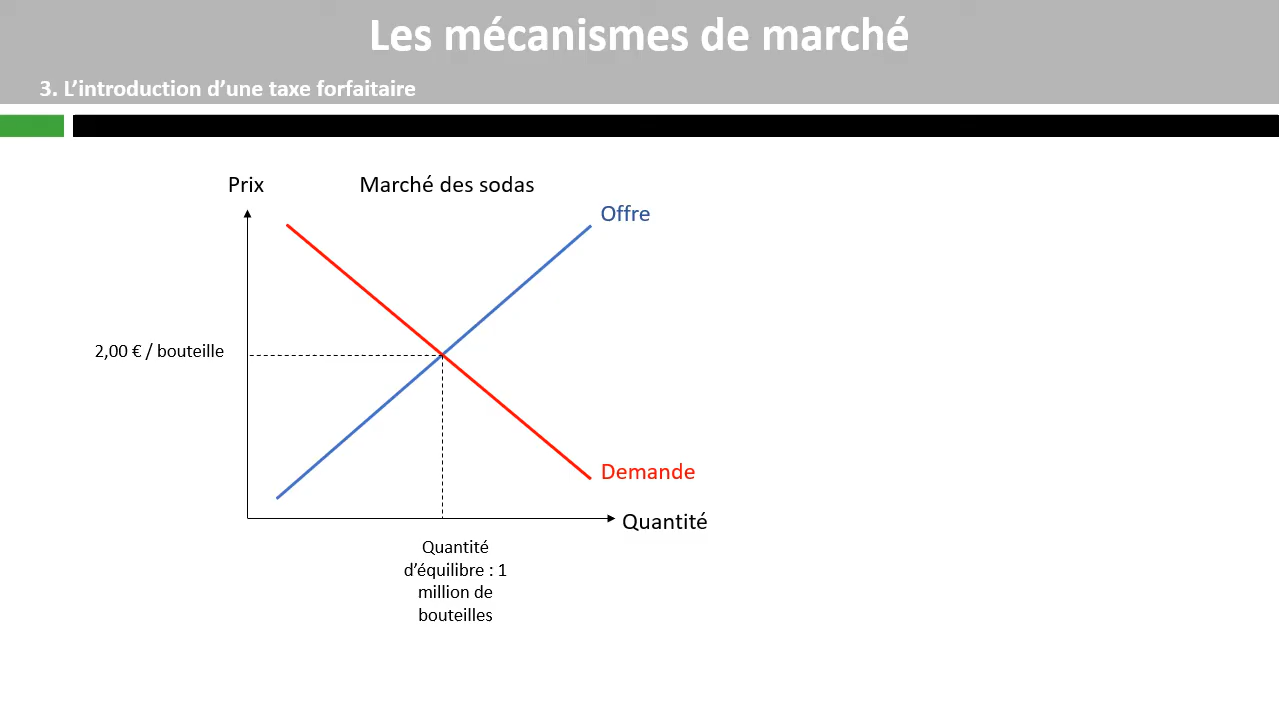 Les mécanismes de marché
3. L’introduction d’une taxe forfaitaire
Prix
Marché des sodas
Offre
2,00 € / bouteille
Demande
Quantité
Quantité
d’équilibre : 1
million de
bouteilles